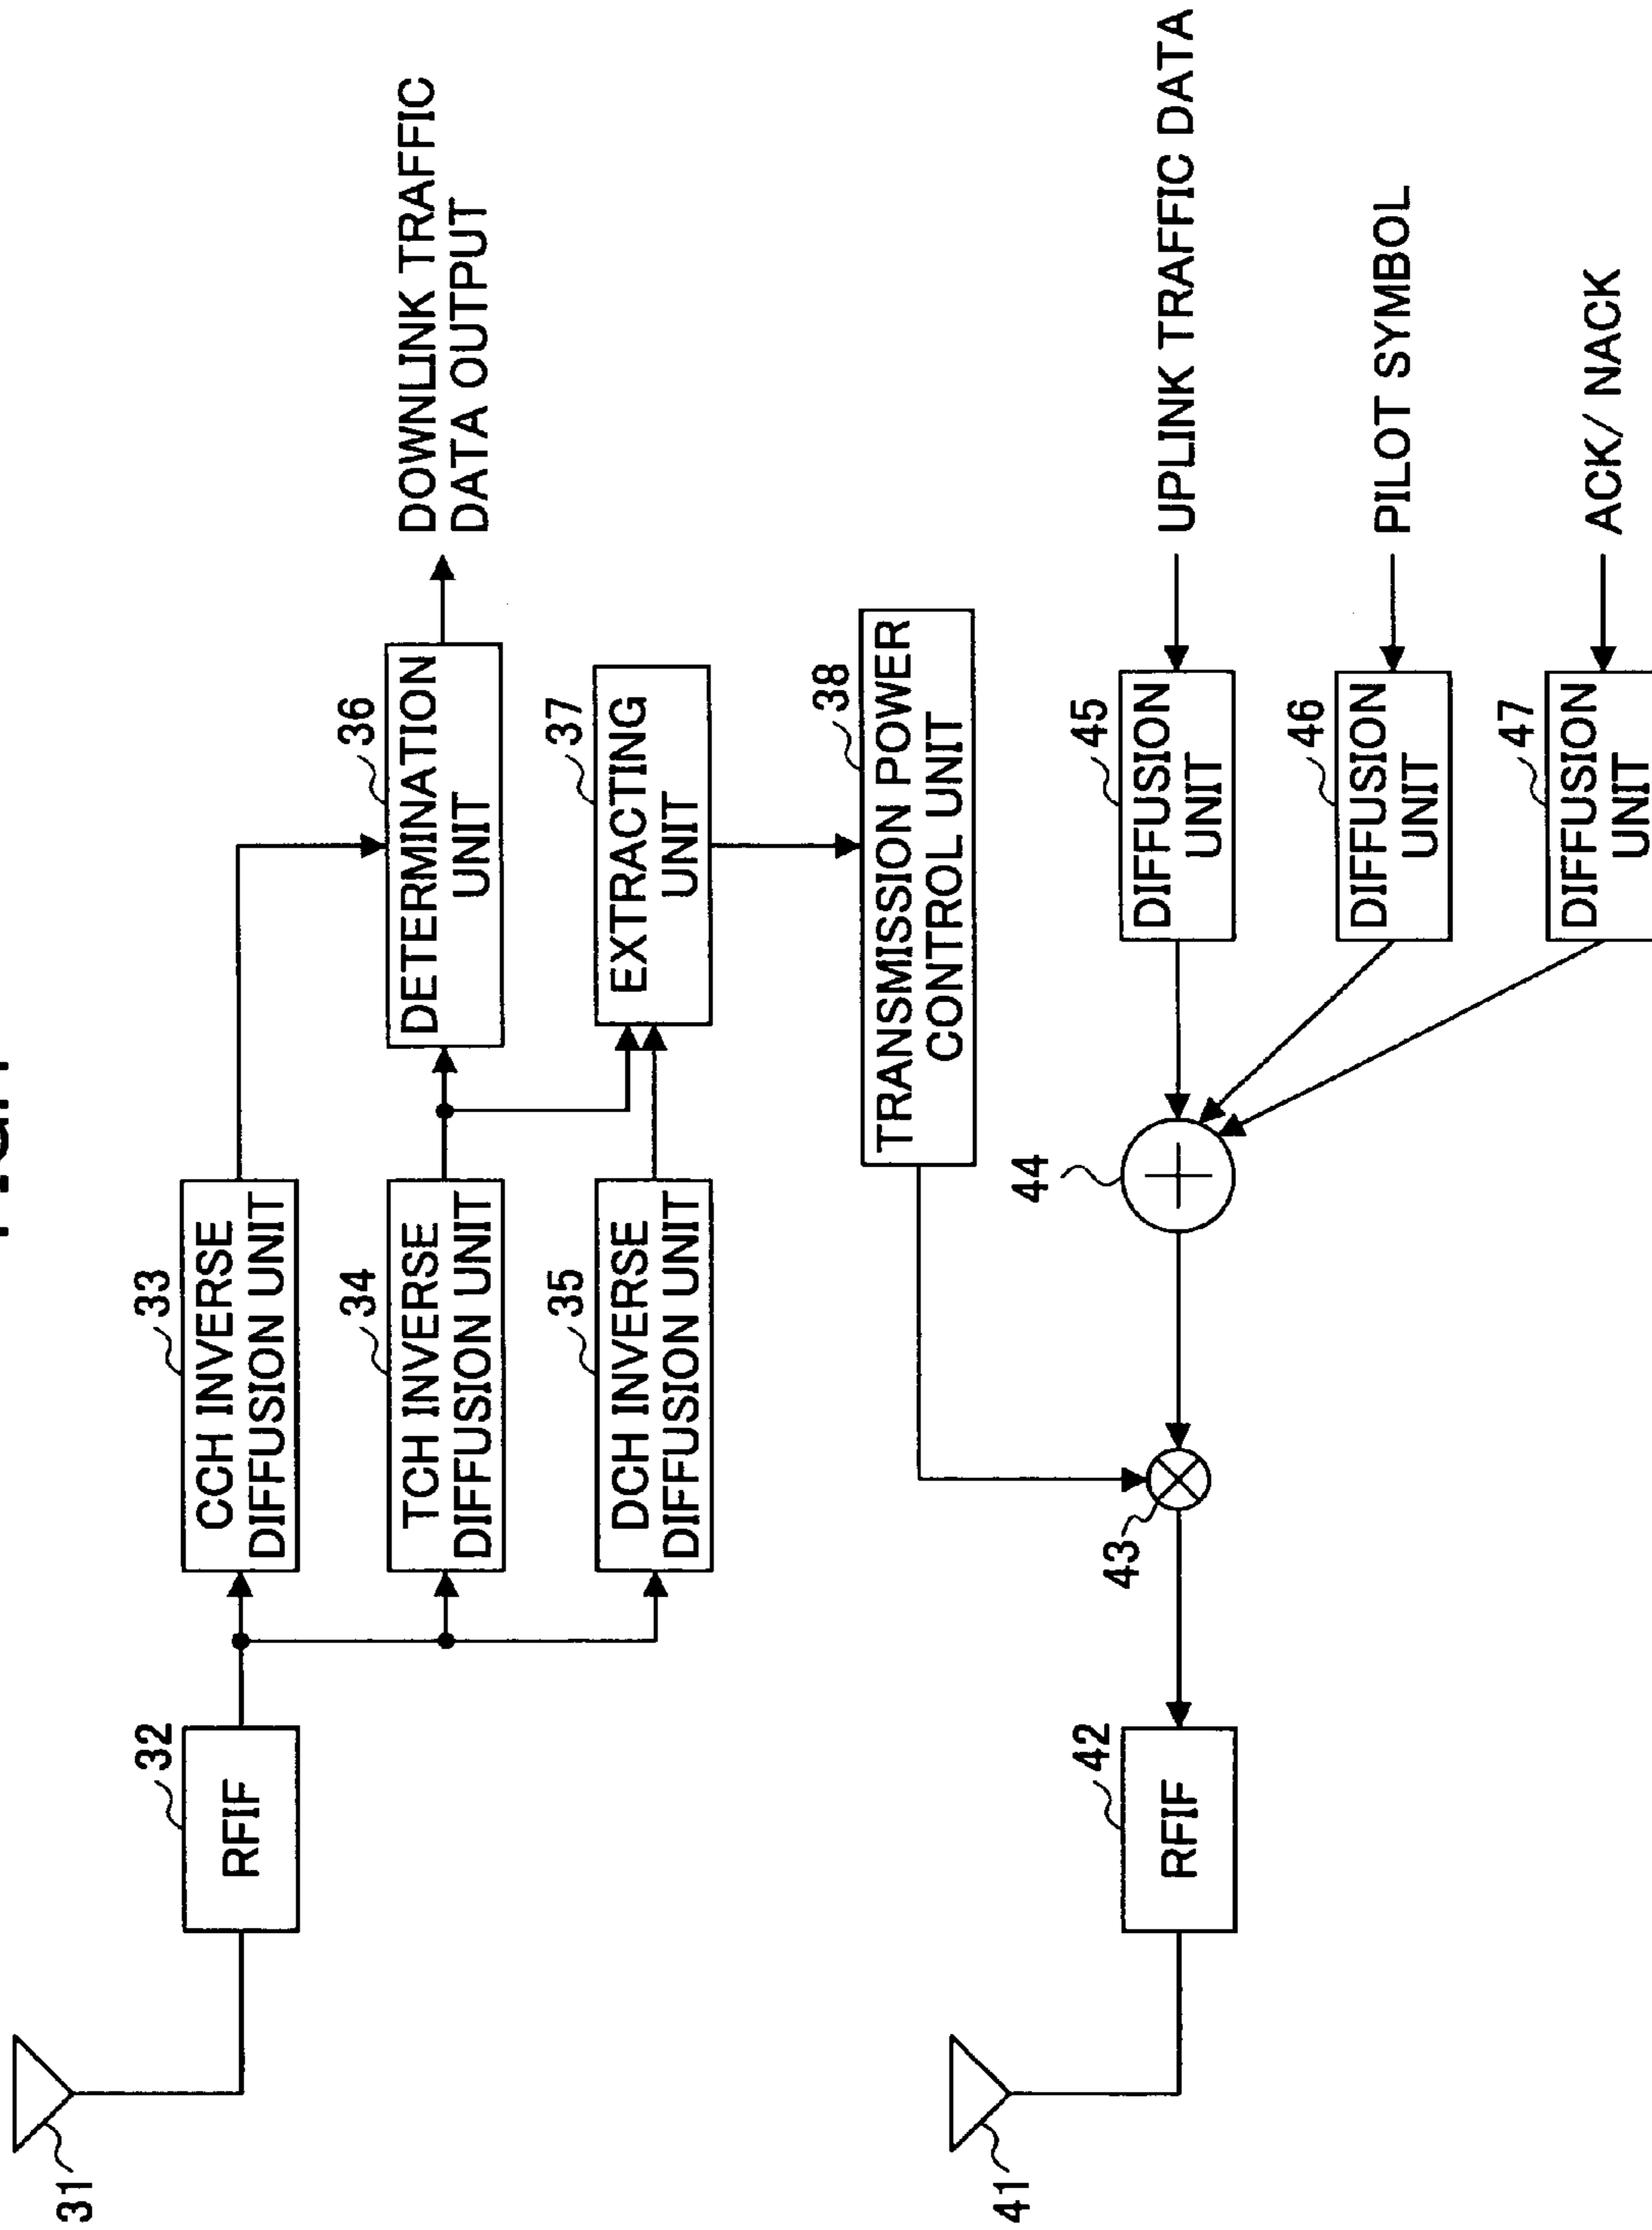 31
32
RFIF
33
CCH INVERSE
DIFFUSION UNIT
34
TCH INVERSE
DIFFUSION UNIT
35
DCH INVERSE
DIFFUSION UNIT
36
DETERMINATION
UNIT
DOWNLINK TRAFFIC
DATA OUTPUT
37
EXTRACTING
UNIT
38
TRANSMISSION POWER
CONTROL UNIT
41
42
RFIF
43
44
45
DIFFUSION
UNIT
UPLINK TRAFFIC DATA
46
DIFFUSION
UNIT
PILOT SYMBOL
47
DIFFUSION
UNIT
ACK/ NACK